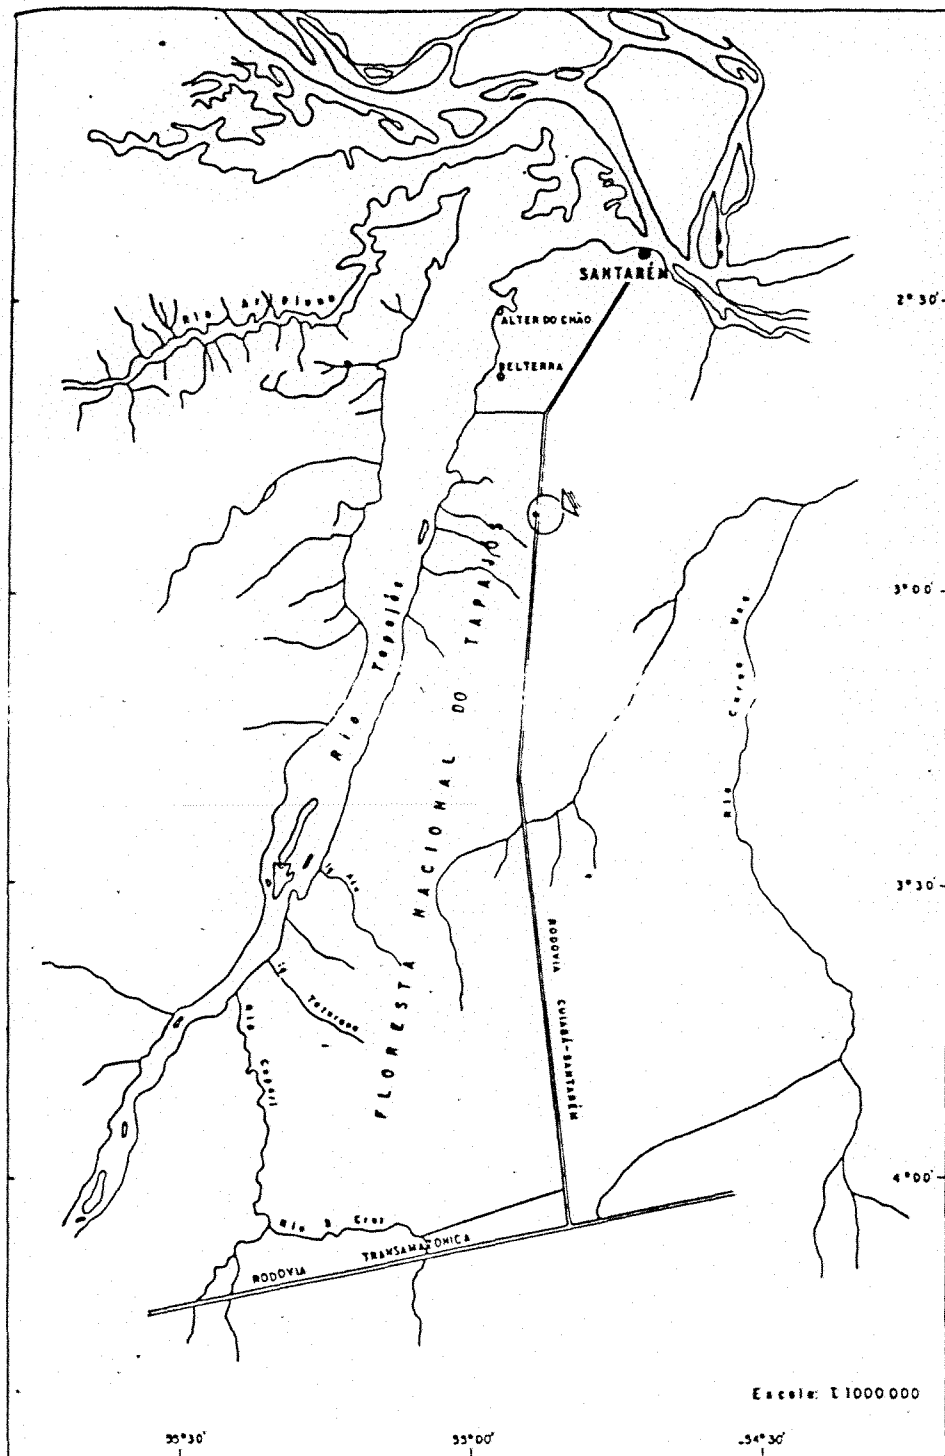 SANTARÉM
Rio Arapiuns
2°30'
ALTER DO CHÃO
BELTERRA
3°00'
Rio Tapajós
FLORESTA NACIONAL DO TAPAJÓS
Rio Curuá Una
3°30'
RODOVIA CUIABÁ-SANTARÉM
Rio Cupari
4°00'
Rio S. Cruz
RODOVIA TRANSAMAZÔNICA
Escala: 1:1000000
55°30'
55°00'
54°30'